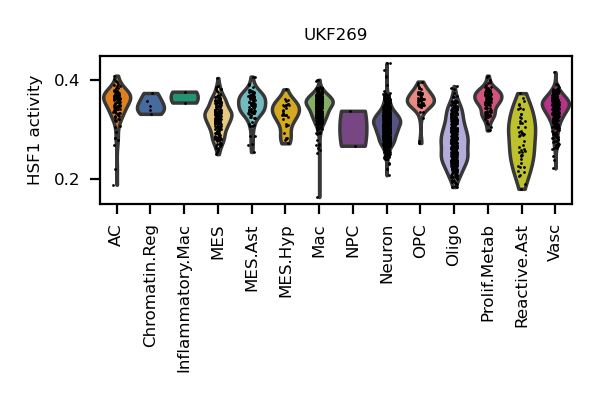 UKF269
HSF1 activity
0.4
0.2
AC
Chromatin.Reg
Inflammatory.Mac
MES
MES.Ast
MES.Hyp
Mac
NPC
Neuron
OPC
Oligo
Prolif.Metab
Reactive.Ast
Vasc